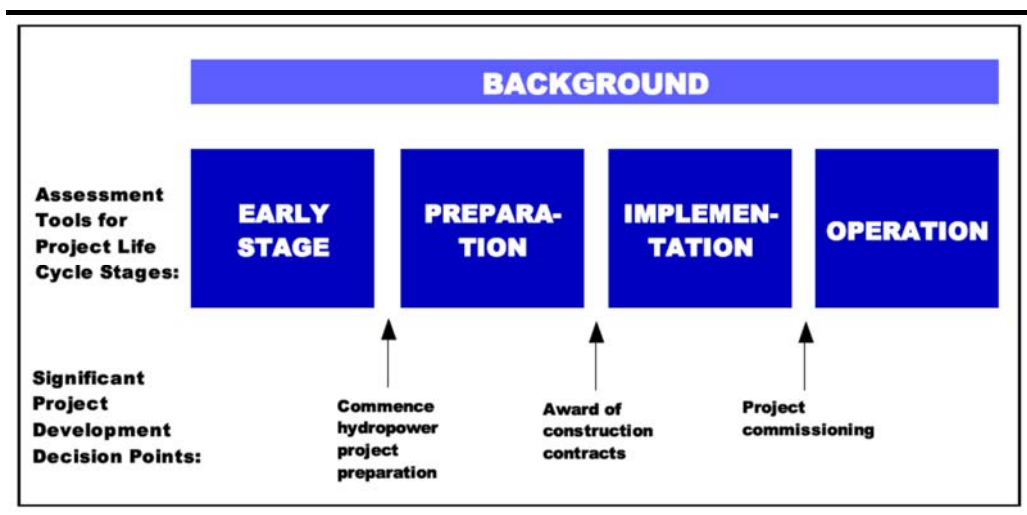 BACKGROUND
Assessment
Tools for
Project Life
Cycle Stages:
EARLY
STAGE
PREPARA-
TION
IMPLEMEN-
TATION
OPERATION
Significant
Project
Development
Decision Points:
Commence
hydropower
project
preparation
Award of
construction
contracts
Project
commissioning